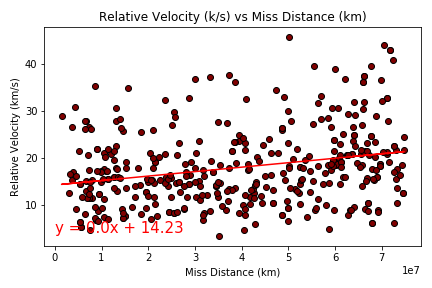 Relative Velocity (k/s) vs Miss Distance (km)
Relative Velocity (km/s)
40
30
20
10
y = 0.0x + 14.23
0 1 2 3 4 5 6 7
1e7
Miss Distance (km)